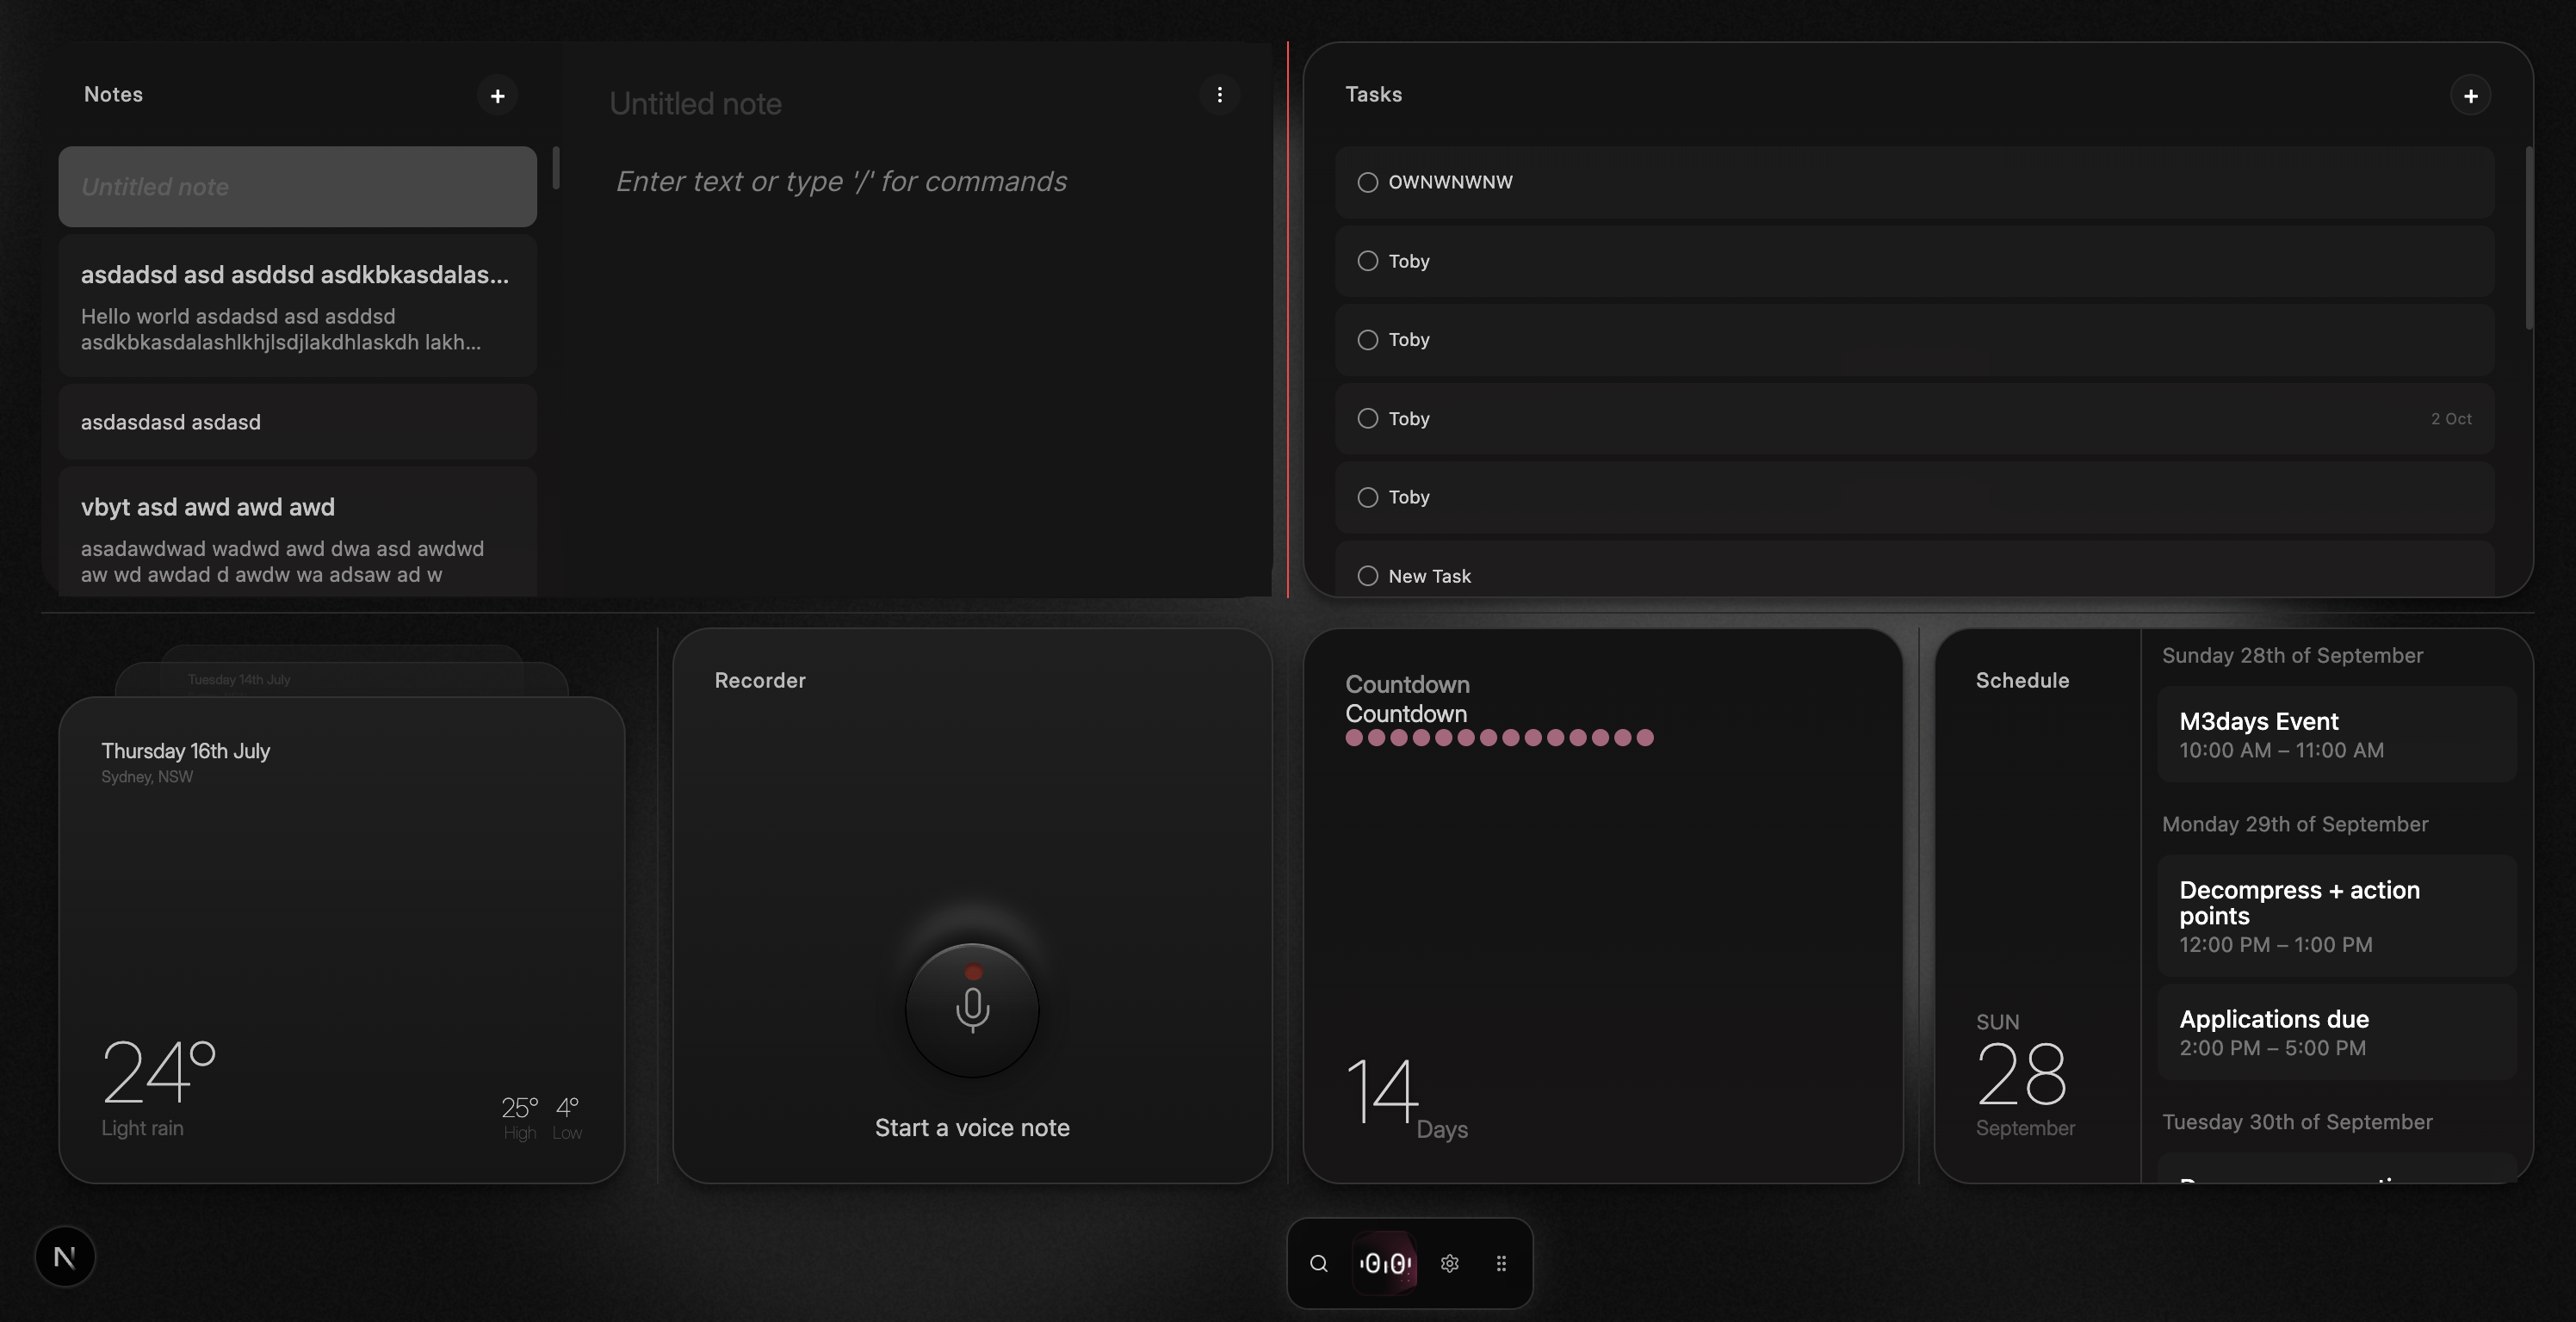 Notes
Untitled note
asdadsd asd asddsd asdkbkasdalas...
Hello world asdadsd asd asddsd
asdkbkasdalashlkhjlsdjlakdhlaskdh lakh...
asdasdasd asdasd
vbyt asd awd awd awd
asadawdwad wadwd awd dwa asd awdwd
aw wd awdad d awdw wa adsaw ad w
Untitled note
Enter text or type '/' for commands
Tasks
OWNWNWNW
Toby
Toby
Toby
2 Oct
Toby
New Task
Tuesday 14th July
Thursday 16th July
Sydney, NSW
24°
Light rain
25° 4°
High Low
Recorder
Start a voice note
Countdown
Countdown
14
Days
Schedule
SUN
28
September
Sunday 28th of September
M3days Event
10:00 AM – 11:00 AM
Monday 29th of September
Decompress + action
points
12:00 PM – 1:00 PM
Applications due
2:00 PM – 5:00 PM
Tuesday 30th of September
N